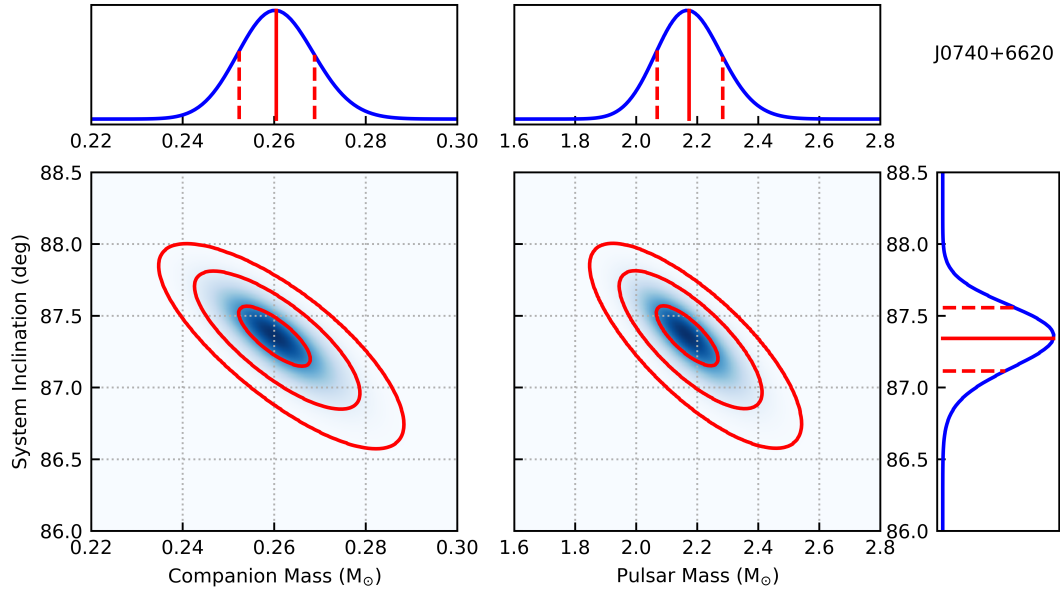 J0740+6620
0.22 0.24 0.26 0.28 0.30
1.6 1.8 2.0 2.2 2.4 2.6 2.8
88.5
88.0
87.5
87.0
86.5
86.0
System Inclination (deg)
0.22 0.24 0.26 0.28 0.30
Companion Mass (M☉)
1.6 1.8 2.0 2.2 2.4 2.6 2.8
Pulsar Mass (M☉)
88.5
88.0
87.5
87.0
86.5
86.0